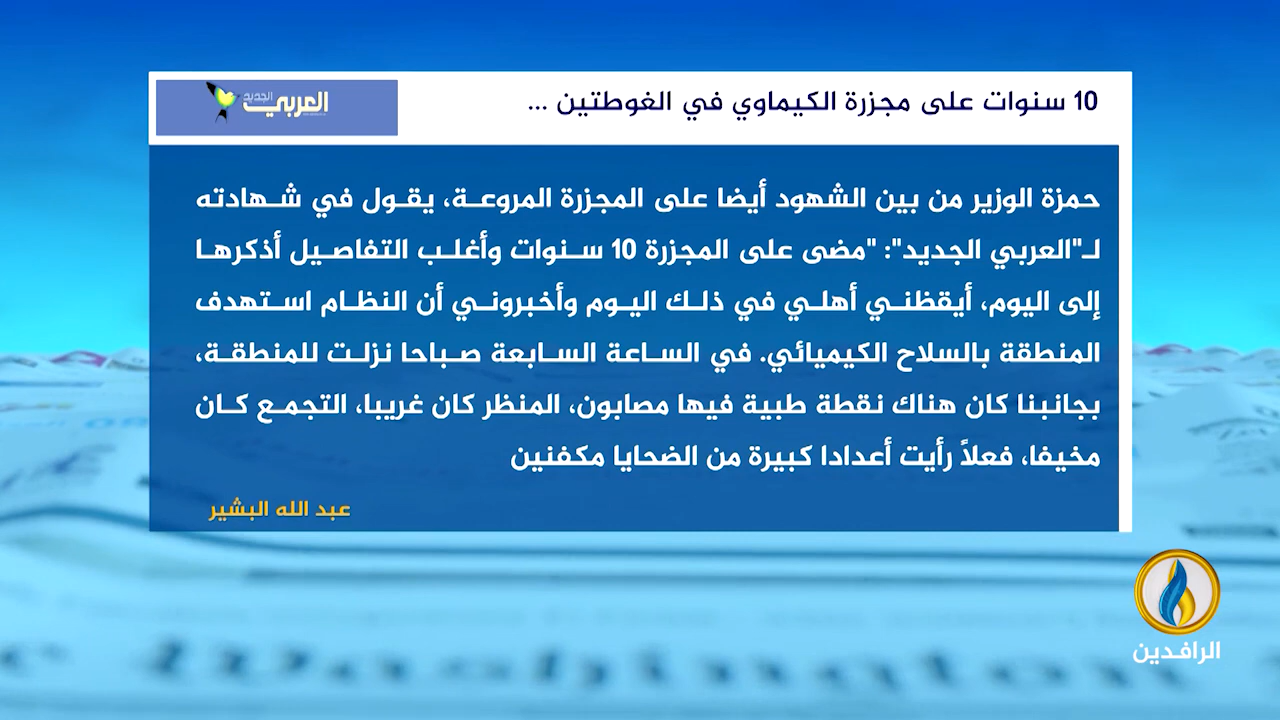 10 سنوات على مجزرة الكيماوي في الغوطتين ...
العربي الجديد
حمزة الوزير من بين الشهود أيضا على المجزرة المروعة، يقول في شهادته
لـ"العربي الجديد": "مضى على المجزرة 10 سنوات وأغلب التفاصيل أذكرها
إلى اليوم، أيقظني أهلي في ذلك اليوم وأخبروني أن النظام استهدف
المنطقة بالسلاح الكيميائي. في الساعة السابعة صباحا نزلت للمنطقة،
بجانبنا كان هناك نقطة طبية فيها مصابون، المنظر كان غريبا، التجمع كان
مخيفا، فعلاً رأيت أعدادا كبيرة من الضحايا مكفنين
عبد الله البشير
الرافدين